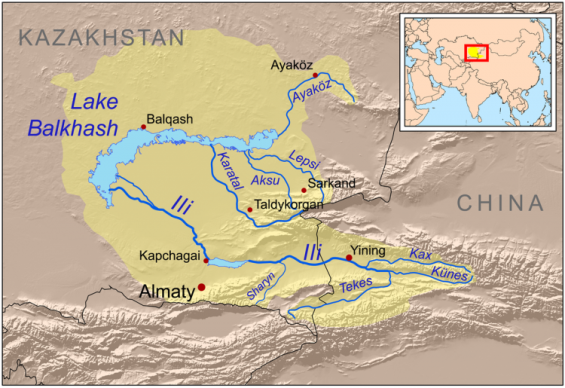 KAZAKHSTAN
Ayaköz
Ayaköz
Lake
Balkhash
Balqash
Karatal
Lepsi
Aksu
Sarkand
Taldykorgan
CHINA
Ili
Ili
Yining
Kapchagai
Kax
Künes
Tekes
Sharyn
Almaty